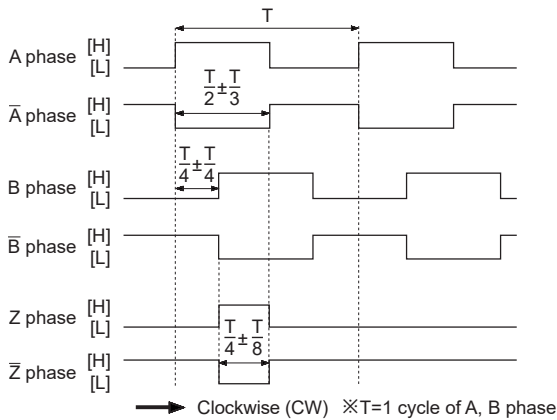 T
A phase [H]
[L]
T/2±T/3
A̅ phase [H]
[L]
T/4±T/4
B phase [H]
[L]
B̅ phase [H]
[L]
Z phase [H]
[L]
T/4±T/8
Z̅ phase [H]
[L]
Clockwise (CW) ※T=1 cycle of A, B phase